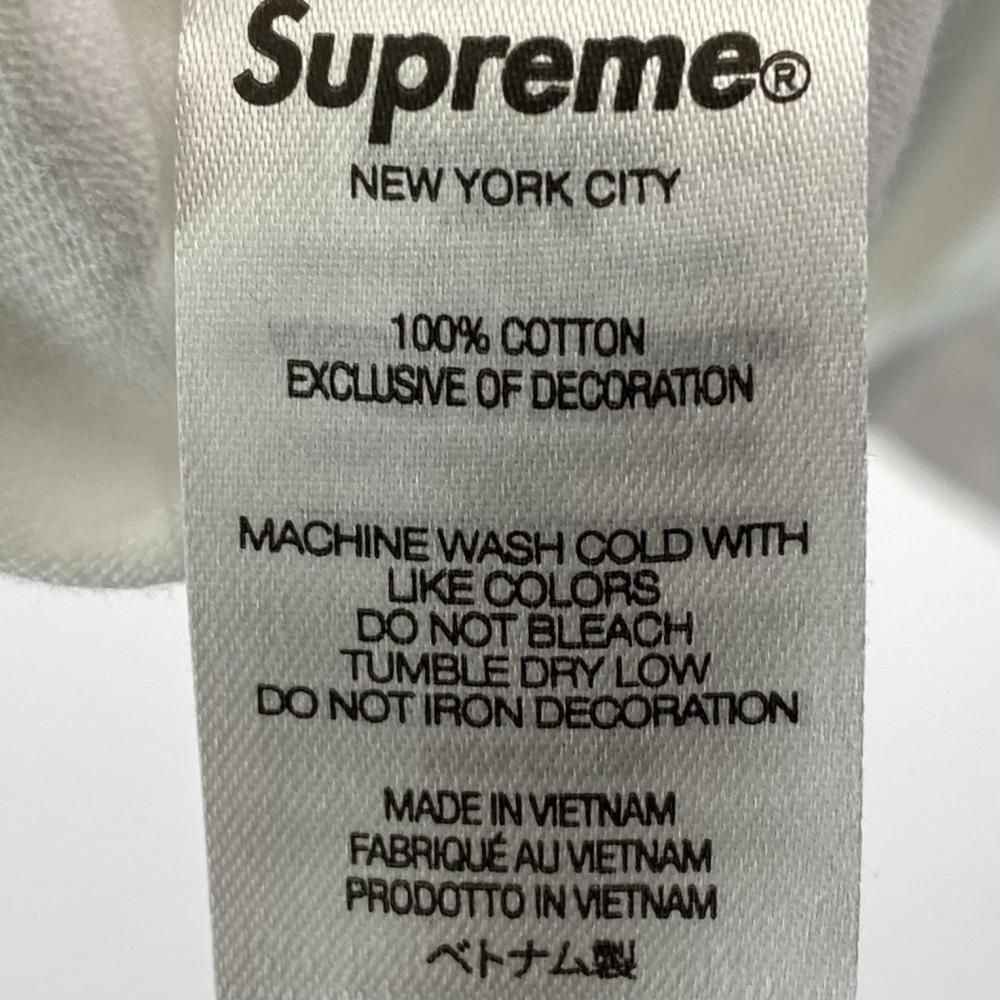 Supreme®
NEW YORK CITY
100% COTTON
EXCLUSIVE OF DECORATION
MACHINE WASH COLD WITH
LIKE COLORS
DO NOT BLEACH
TUMBLE DRY LOW
DO NOT IRON DECORATION
MADE IN VIETNAM
FABRIQUÉ AU VIETNAM
PRODOTTO IN VIETNAM
ベトナム製